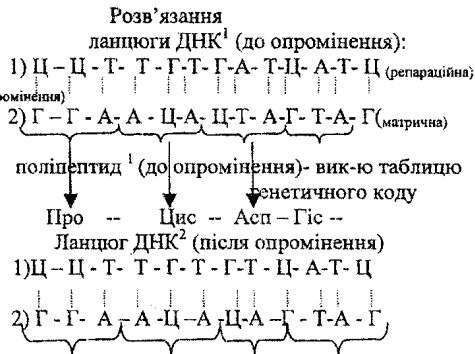 Розв’язання
ланцюги ДНК¹ (до опромінення):
1) Ц – Ц - Т - Т - Г - Т - Г - А - Т - Ц - А - Т - Ц (репараційна)
ромінення)
2) Г – Г - А - А - Ц - А - Ц - Т - А - Г - Т - А - Г (матрична)
поліпептид ¹ (до опромінення)- вик-ю таблицю
генетичного коду
Про -- Цис -- Асп – Гіс --
Ланцюг ДНК² (після опромінення)
1)Ц – Ц - Т- Т - Г - Т - Г- Т - Ц- А- Т- Ц
2) Г - Г - А – А - Ц – А - Ц- А – Г - Т - А - Г